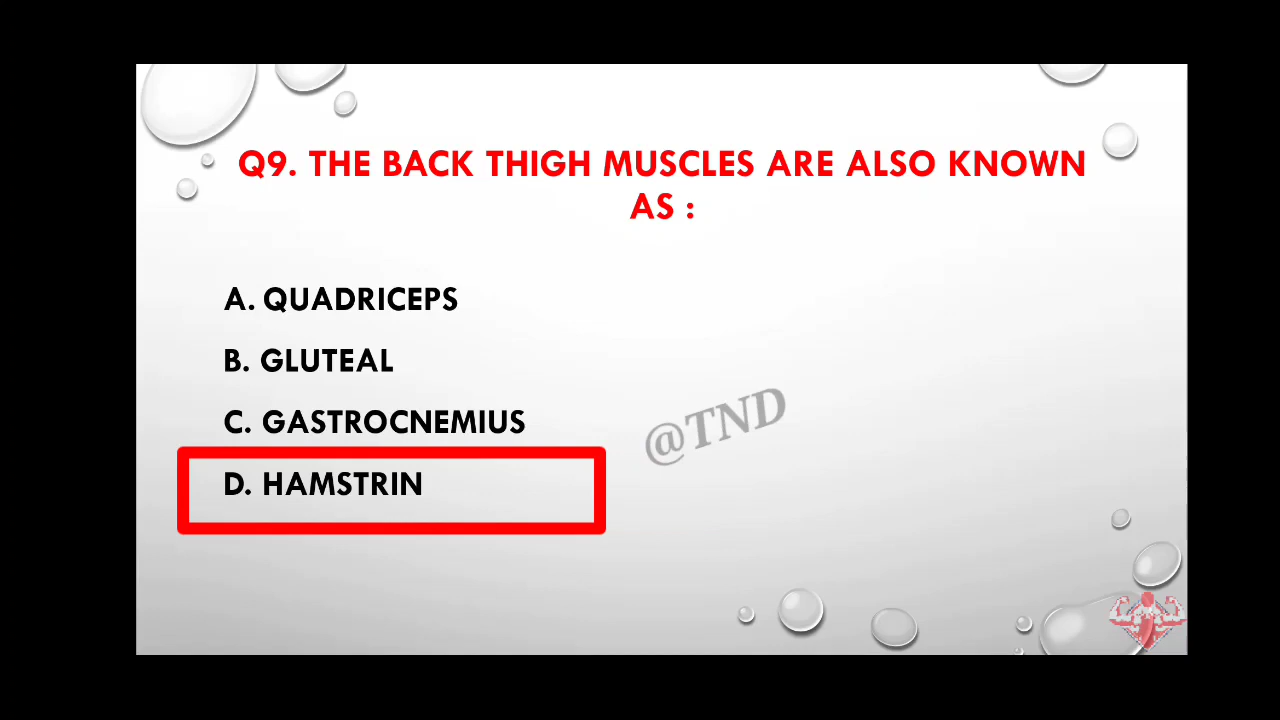 Q9. THE BACK THIGH MUSCLES ARE ALSO KNOWN
AS :
A. QUADRICEPS
B. GLUTEAL
C. GASTROCNEMIUS
@TND
D. HAMSTRIN